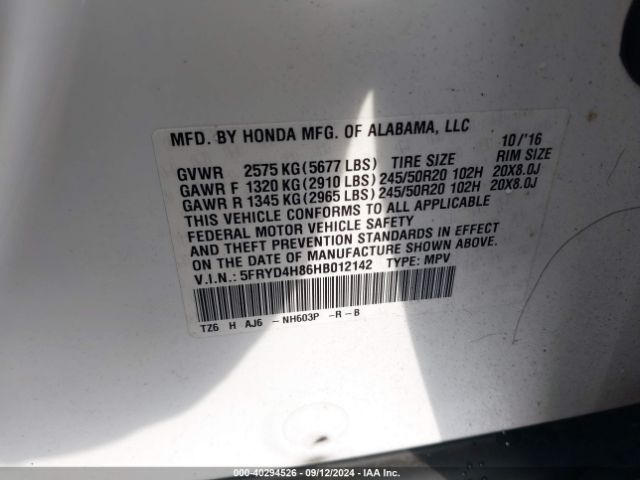 MFD. BY HONDA MFG. OF ALABAMA, LLC 10/'16
GVWR 2575 KG(5677 LBS) TIRE SIZE RIM SIZE
GAWR F 1320 KG(2910 LBS) 245/50R20 102H 20X8.0J
GAWR R 1345 KG(2965 LBS) 245/50R20 102H 20X8.0J
THIS VEHICLE CONFORMS TO ALL APPLICABLE
FEDERAL MOTOR VEHICLE SAFETY
AND THEFT PREVENTION STANDARDS IN EFFECT
ON THE DATE OF MANUFACTURE SHOWN ABOVE.
V.I.N.: 5FRYD4H86HB012142 TYPE: MPV
TZ6 H AJ6 -NH603P -R-B
© - 40294526 - 09/12/2024 - IAAI.COM